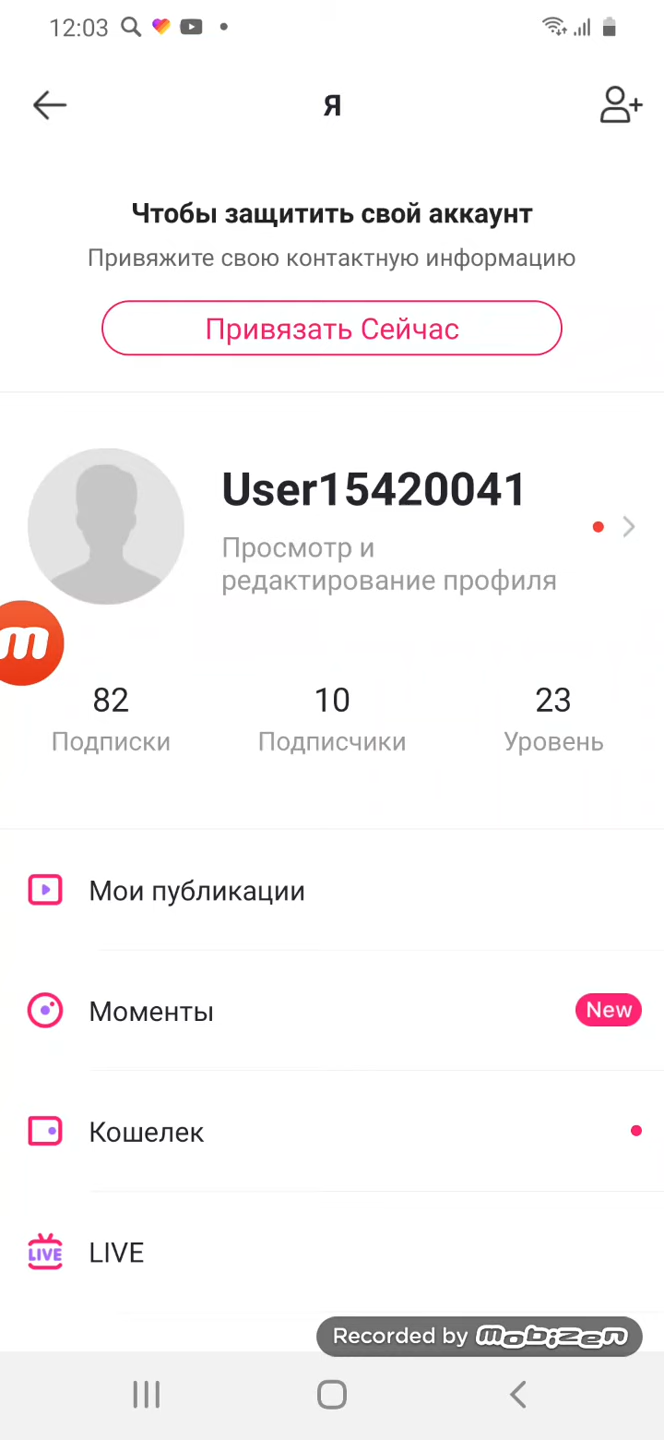 12:03
Я
Чтобы защитить свой аккаунт
Привяжите свою контактную информацию
Привязать Сейчас
User15420041
Просмотр и
редактирование профиля
m
82 10 23
Подписки Подписчики Уровень
Мои публикации
Моменты New
Кошелек
LIVE LIVE
Recorded by mobizen